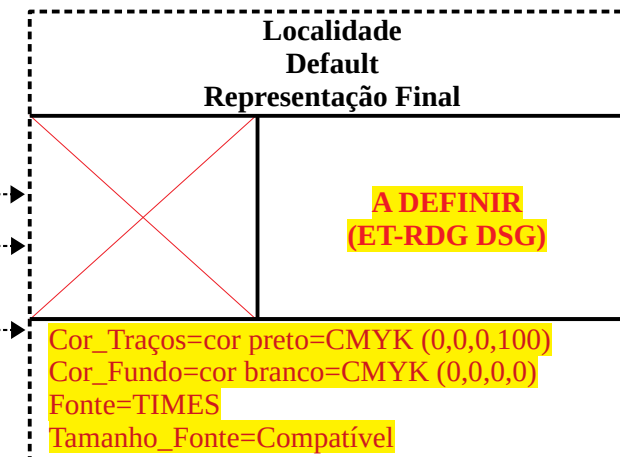 Localidade
Default
Representação Final
A DEFINIR
(ET-RDG DSG)
Cor_Traços=cor preto=CMYK (0,0,0,100)
Cor_Fundo=cor branco=CMYK (0,0,0,0)
Fonte=TIMES
Tamanho_Fonte=Compatível